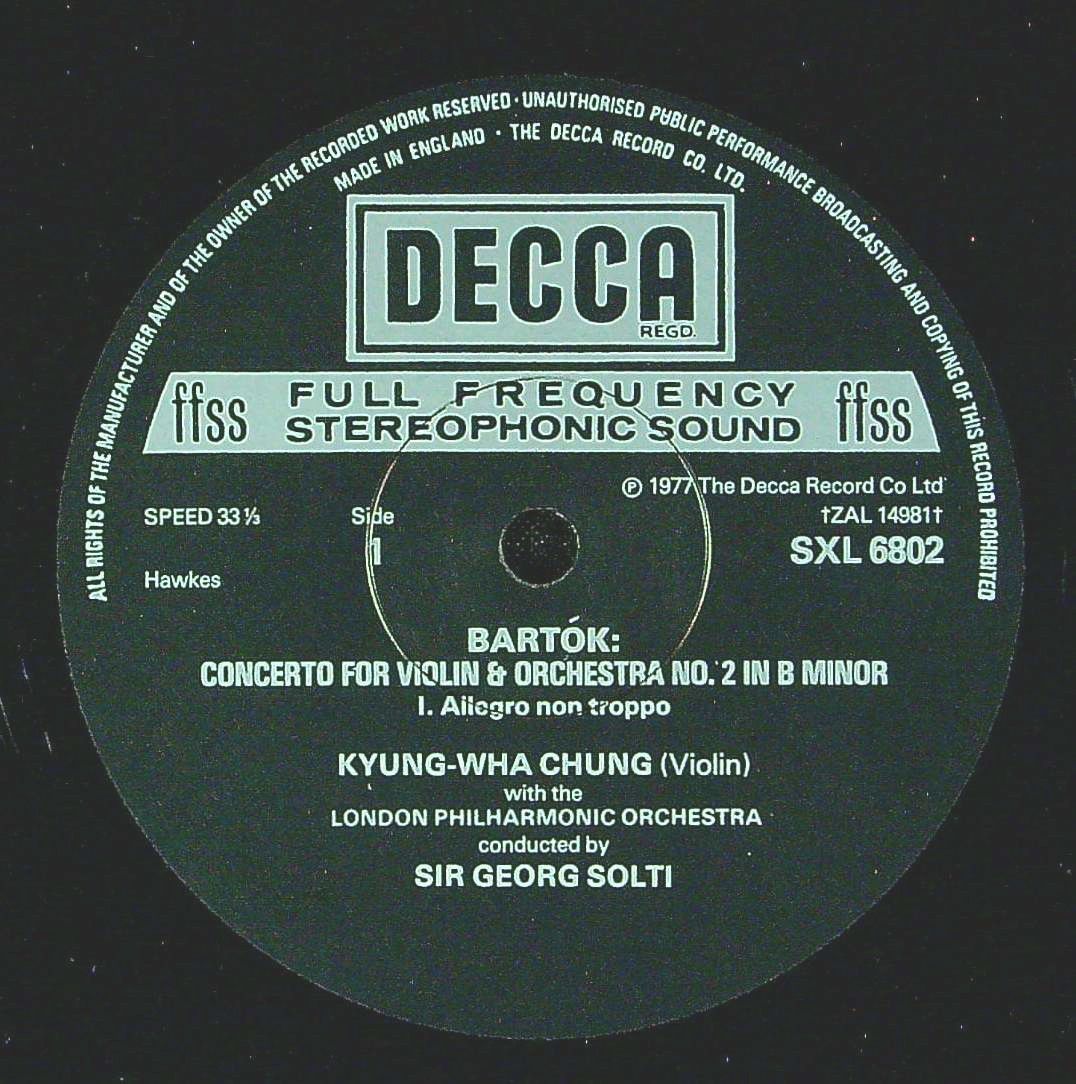 ALL RIGHTS OF THE MANUFACTURER AND OF THE OWNER OF THE RECORDED WORK RESERVED · UNAUTHORISED PUBLIC PERFORMANCE BROADCASTING AND COPYING OF THIS RECORD PROHIBITED
MADE IN ENGLAND · THE DECCA RECORD CO. LTD.
DECCA
REGD.
ffss FULL FREQUENCY ffss
STEREOPHONIC SOUND
℗ 1977 The Decca Record Co Ltd
SPEED 33⅓ Side †ZAL 14981†
1 SXL 6802
Hawkes
BARTÓK:
CONCERTO FOR VIOLIN & ORCHESTRA NO. 2 IN B MINOR
I. Allegro non troppo
KYUNG-WHA CHUNG (Violin)
with the
LONDON PHILHARMONIC ORCHESTRA
conducted by
SIR GEORG SOLTI